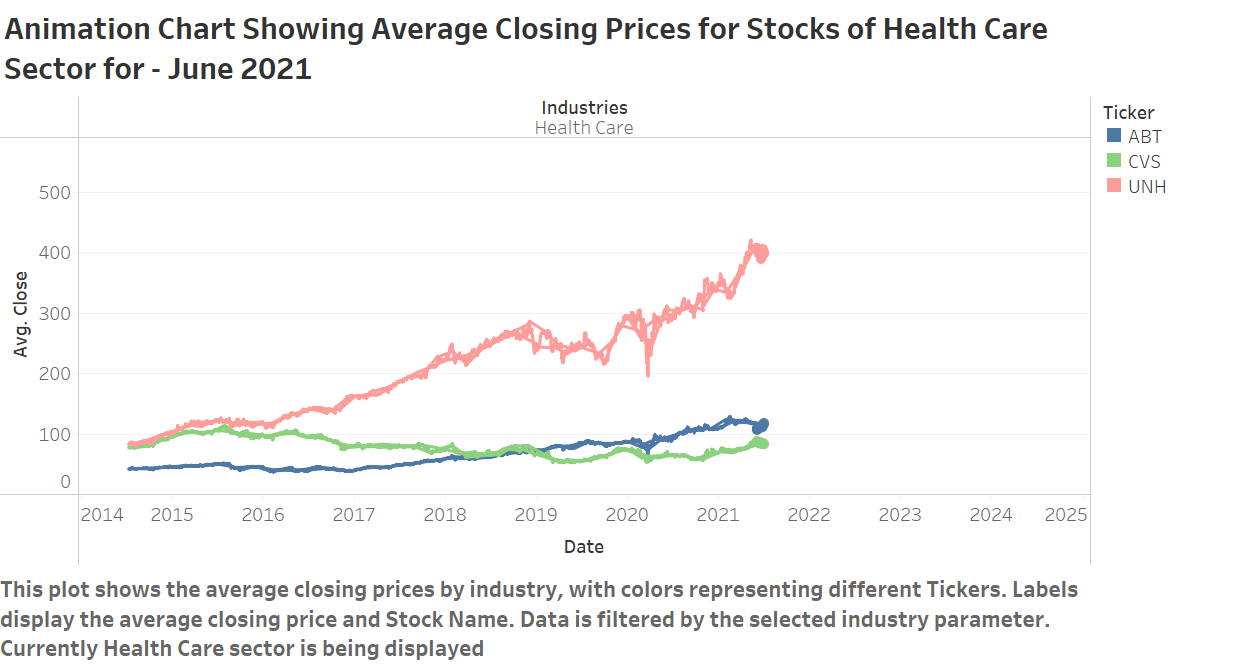 Animation Chart Showing Average Closing Prices for Stocks of Health Care
Sector for - June 2021
Industries
Health Care
Ticker
ABT
CVS
UNH
500
400
300
200
100
0
Avg. Close
2014 2015 2016 2017 2018 2019 2020 2021 2022 2023 2024 2025
Date
This plot shows the average closing prices by industry, with colors representing different Tickers. Labels
display the average closing price and Stock Name. Data is filtered by the selected industry parameter.
Currently Health Care sector is being displayed